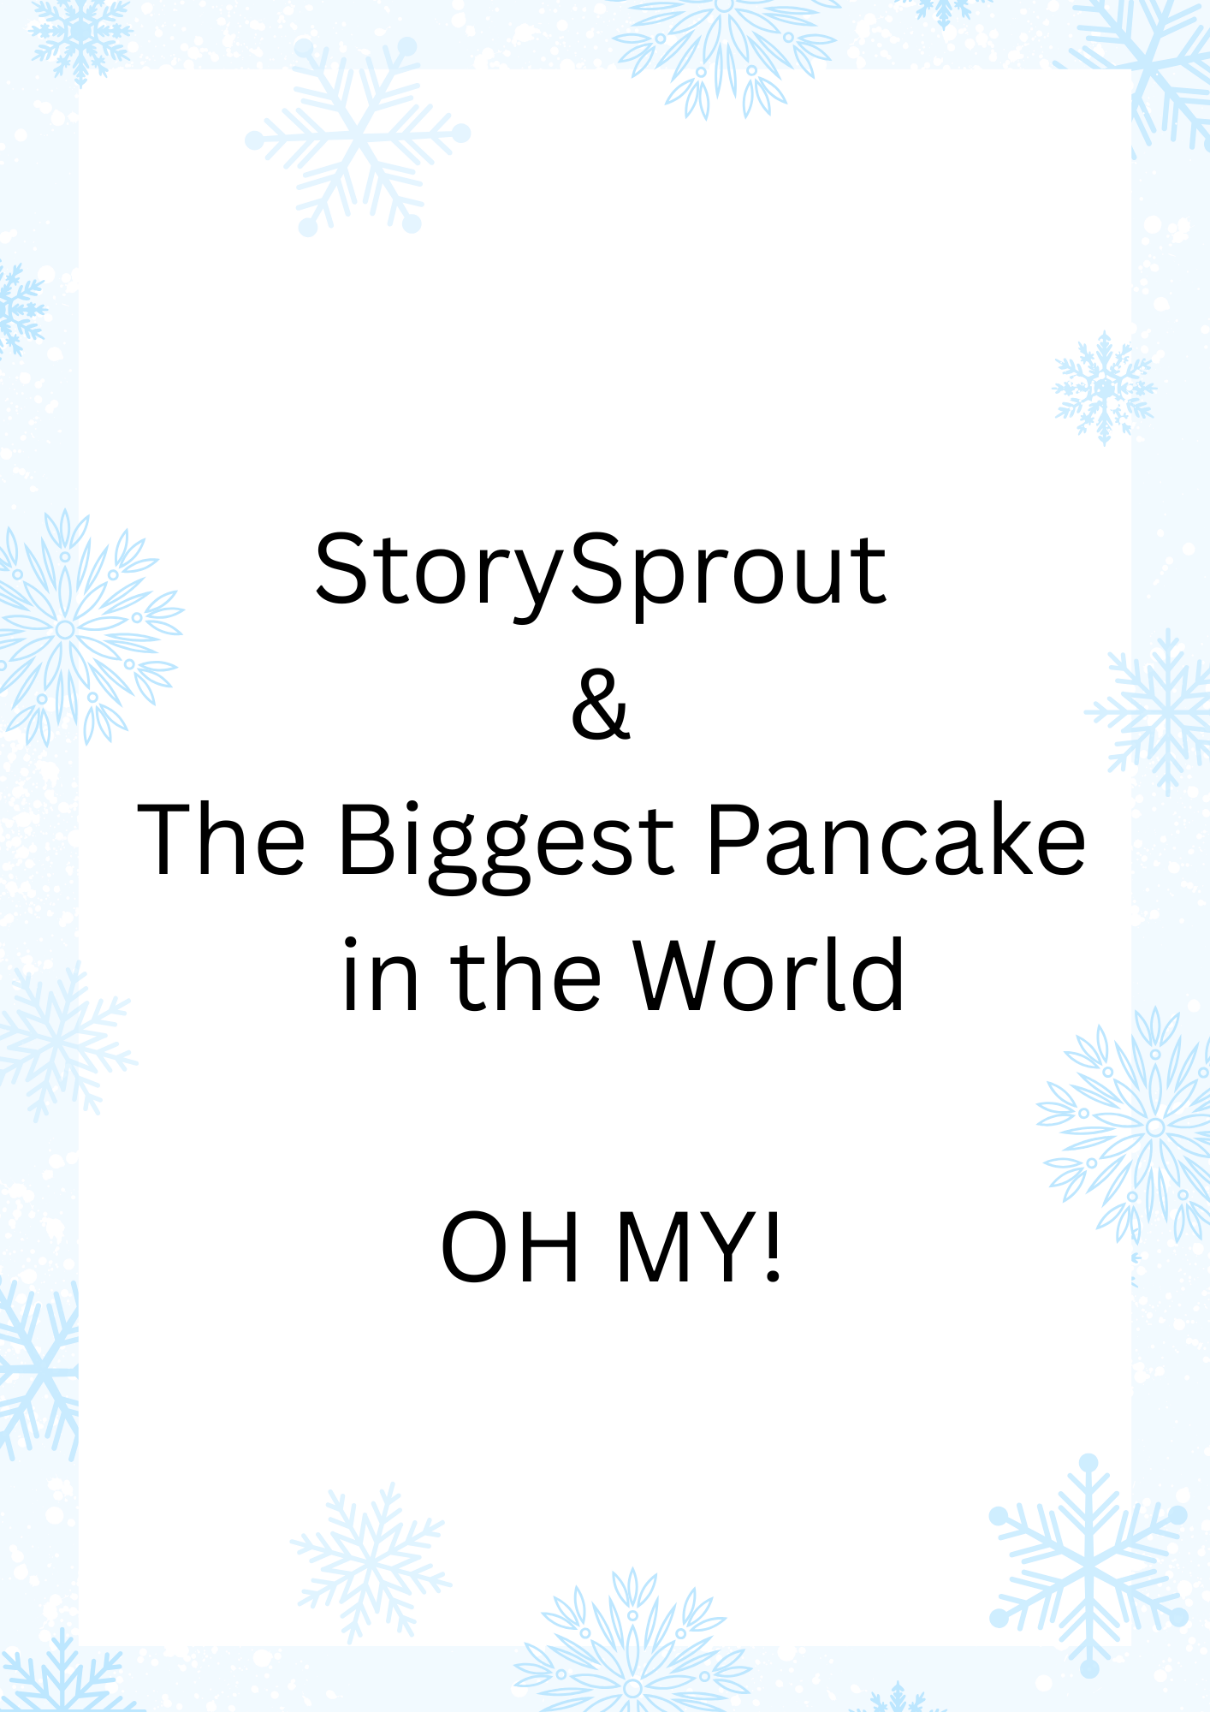 StorySprout
&
The Biggest Pancake
in the World
OH MY!